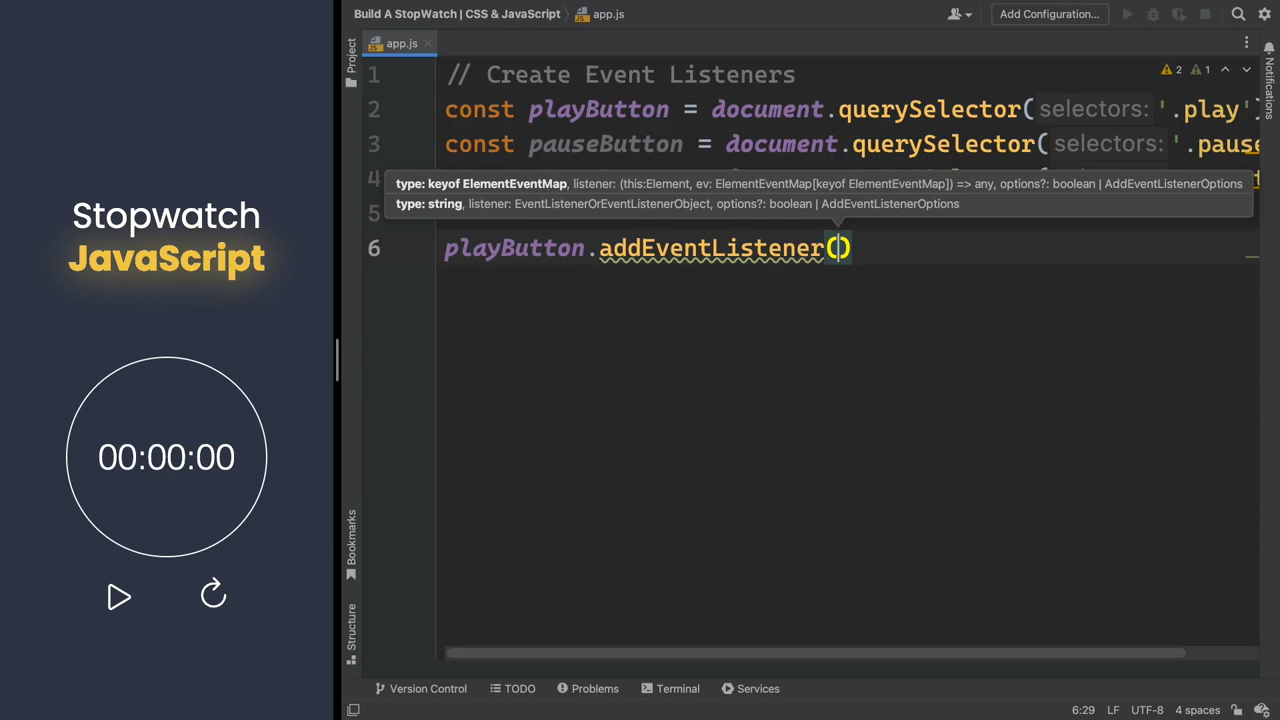 Stopwatch
JavaScript
00:00:00
Build A StopWatch | CSS & JavaScript
app.js
Add Configuration...
Project
app.js
Notifications
2
1
1 // Create Event Listeners
2 const playButton = document.querySelector( selectors: '.play')
3 const pauseButton = document.querySelector( selectors: '.pause
4
type: keyof ElementEventMap, listener: (this:Element, ev: ElementEventMap[keyof ElementEventMap]) => any, options?: boolean | AddEventListenerOptions
type: string, listener: EventListenerOrEventListenerObject, options?: boolean | AddEventListenerOptions
5
6 playButton.addEventListener()
Bookmarks
Structure
Version Control
TODO
Problems
Terminal
Services
6:29
LF
UTF-8
4 spaces